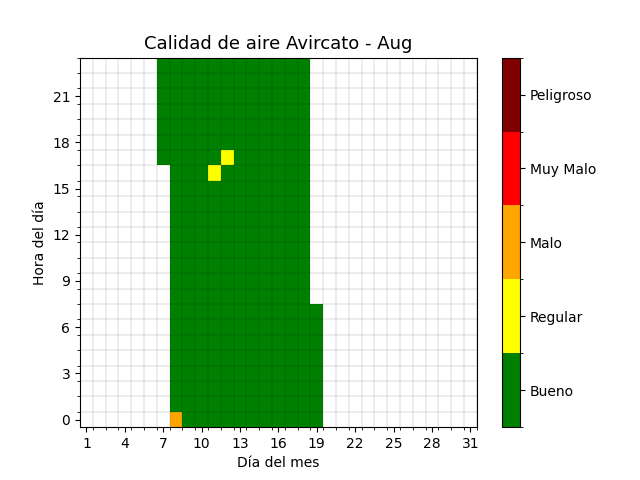 Calidad de aire Avircato - Aug
Hora del día
21
18
15
12
9
6
3
0
1 4 7 10 13 16 19 22 25 28 31
Día del mes
Peligroso
Muy Malo
Malo
Regular
Bueno